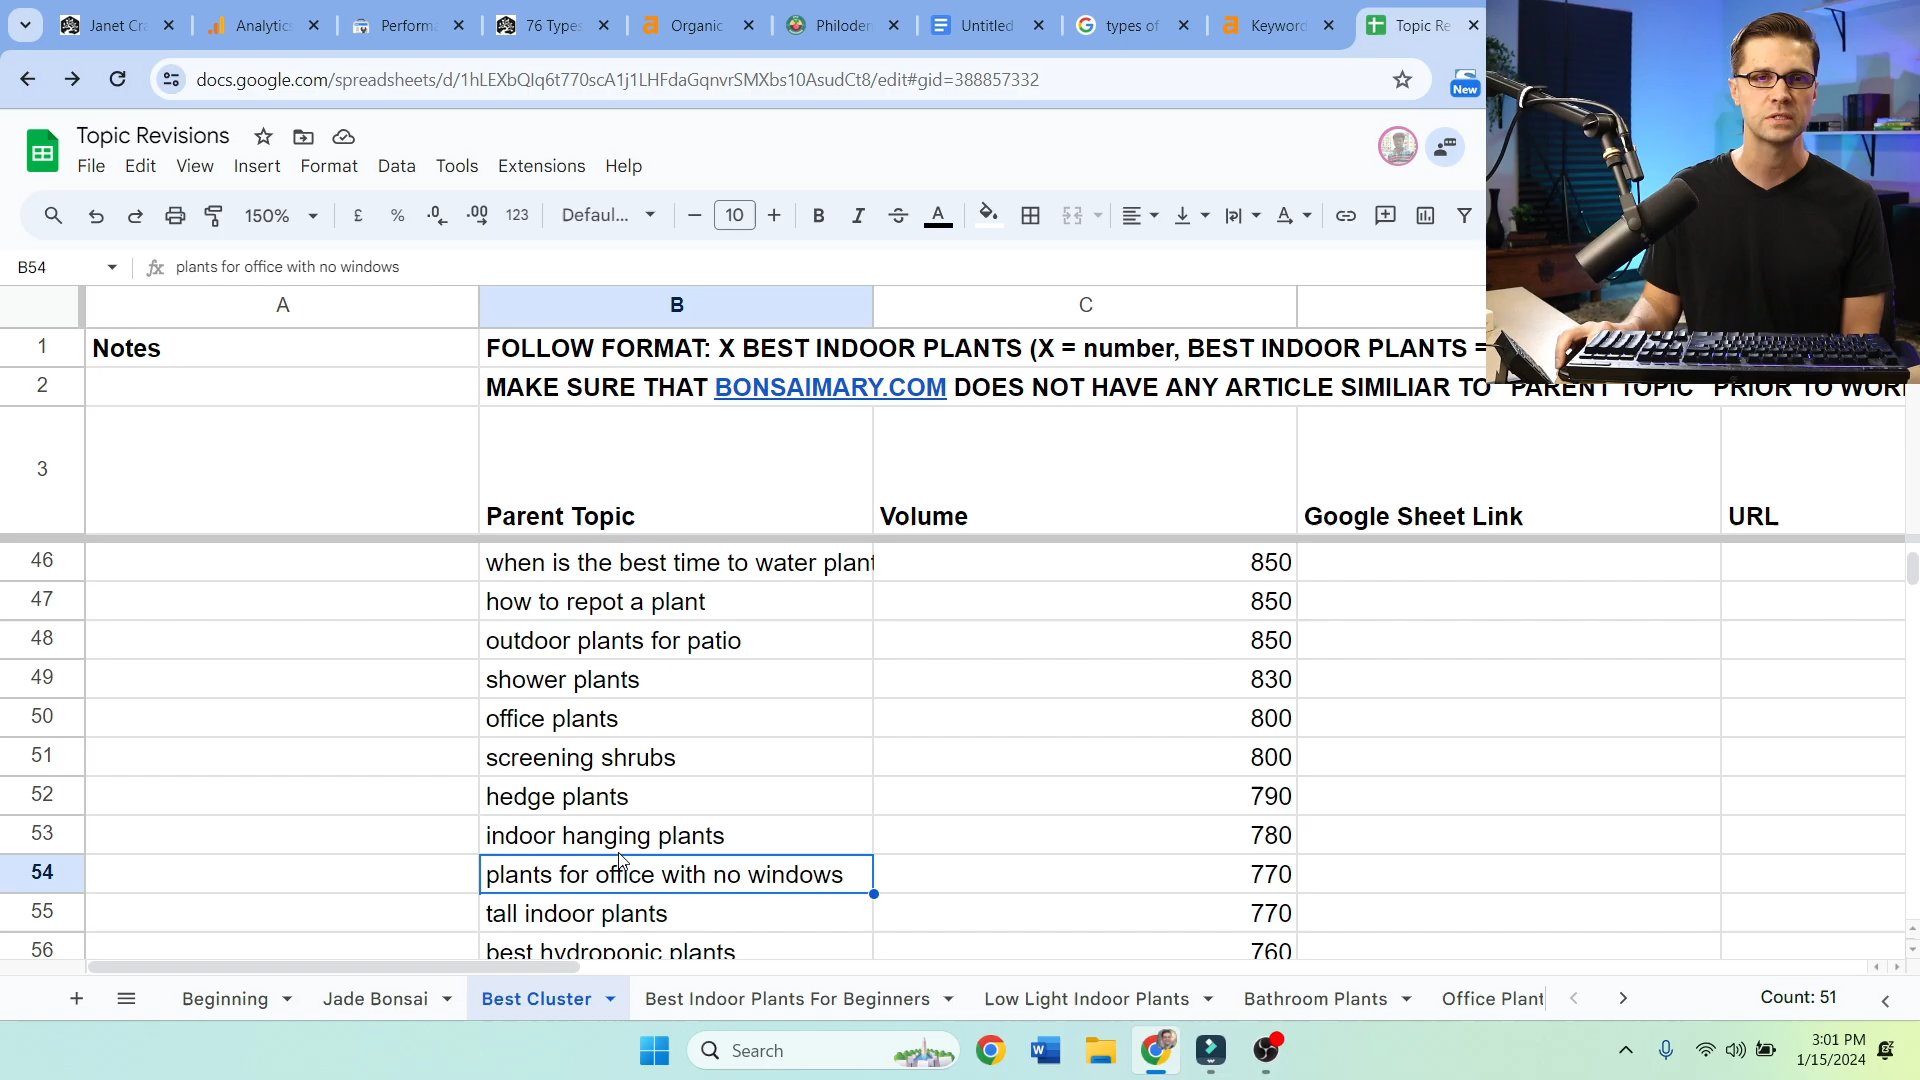 Janet Cr
Analytic
Perform
76 Types
Organic
Philoden
Untitled
types of
Keyword
Topic Re
docs.google.com/spreadsheets/d/1hLEXbQIq6t770scA1j1LHFdaGqnvrSMXbs10AsudCt8/edit#gid=388857332
New
Topic Revisions
File Edit View Insert Format Data Tools Extensions Help
150% £ % .0 .00 123 Defaul... 10 B I S A
B54 fx plants for office with no windows
A B C
1 Notes FOLLOW FORMAT: X BEST INDOOR PLANTS (X = number, BEST INDOOR PLANTS =
2 MAKE SURE THAT BONSAIMARY.COM DOES NOT HAVE ANY ARTICLE SIMILIAR TO "PARENT TOPIC" PRIOR TO WOR
3 Parent Topic Volume Google Sheet Link URL
46 when is the best time to water plant 850
47 how to repot a plant 850
48 outdoor plants for patio 850
49 shower plants 830
50 office plants 800
51 screening shrubs 800
52 hedge plants 790
53 indoor hanging plants 780
54 plants for office with no windows 770
55 tall indoor plants 770
56 best hydroponic plants 760
Beginning Jade Bonsai Best Cluster Best Indoor Plants For Beginners Low Light Indoor Plants Bathroom Plants Office Plant Count: 51
Search
3:01 PM
1/15/2024